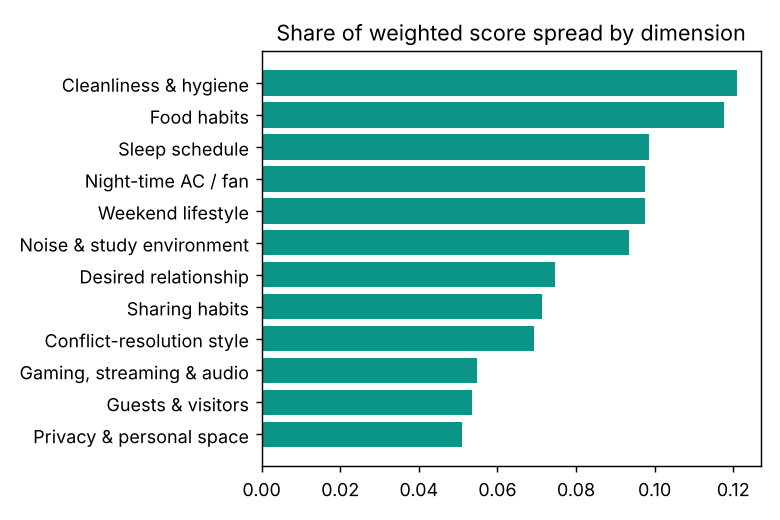 Share of weighted score spread by dimension
Cleanliness & hygiene
Food habits
Sleep schedule
Night-time AC / fan
Weekend lifestyle
Noise & study environment
Desired relationship
Sharing habits
Conflict-resolution style
Gaming, streaming & audio
Guests & visitors
Privacy & personal space
0.00 0.02 0.04 0.06 0.08 0.10 0.12